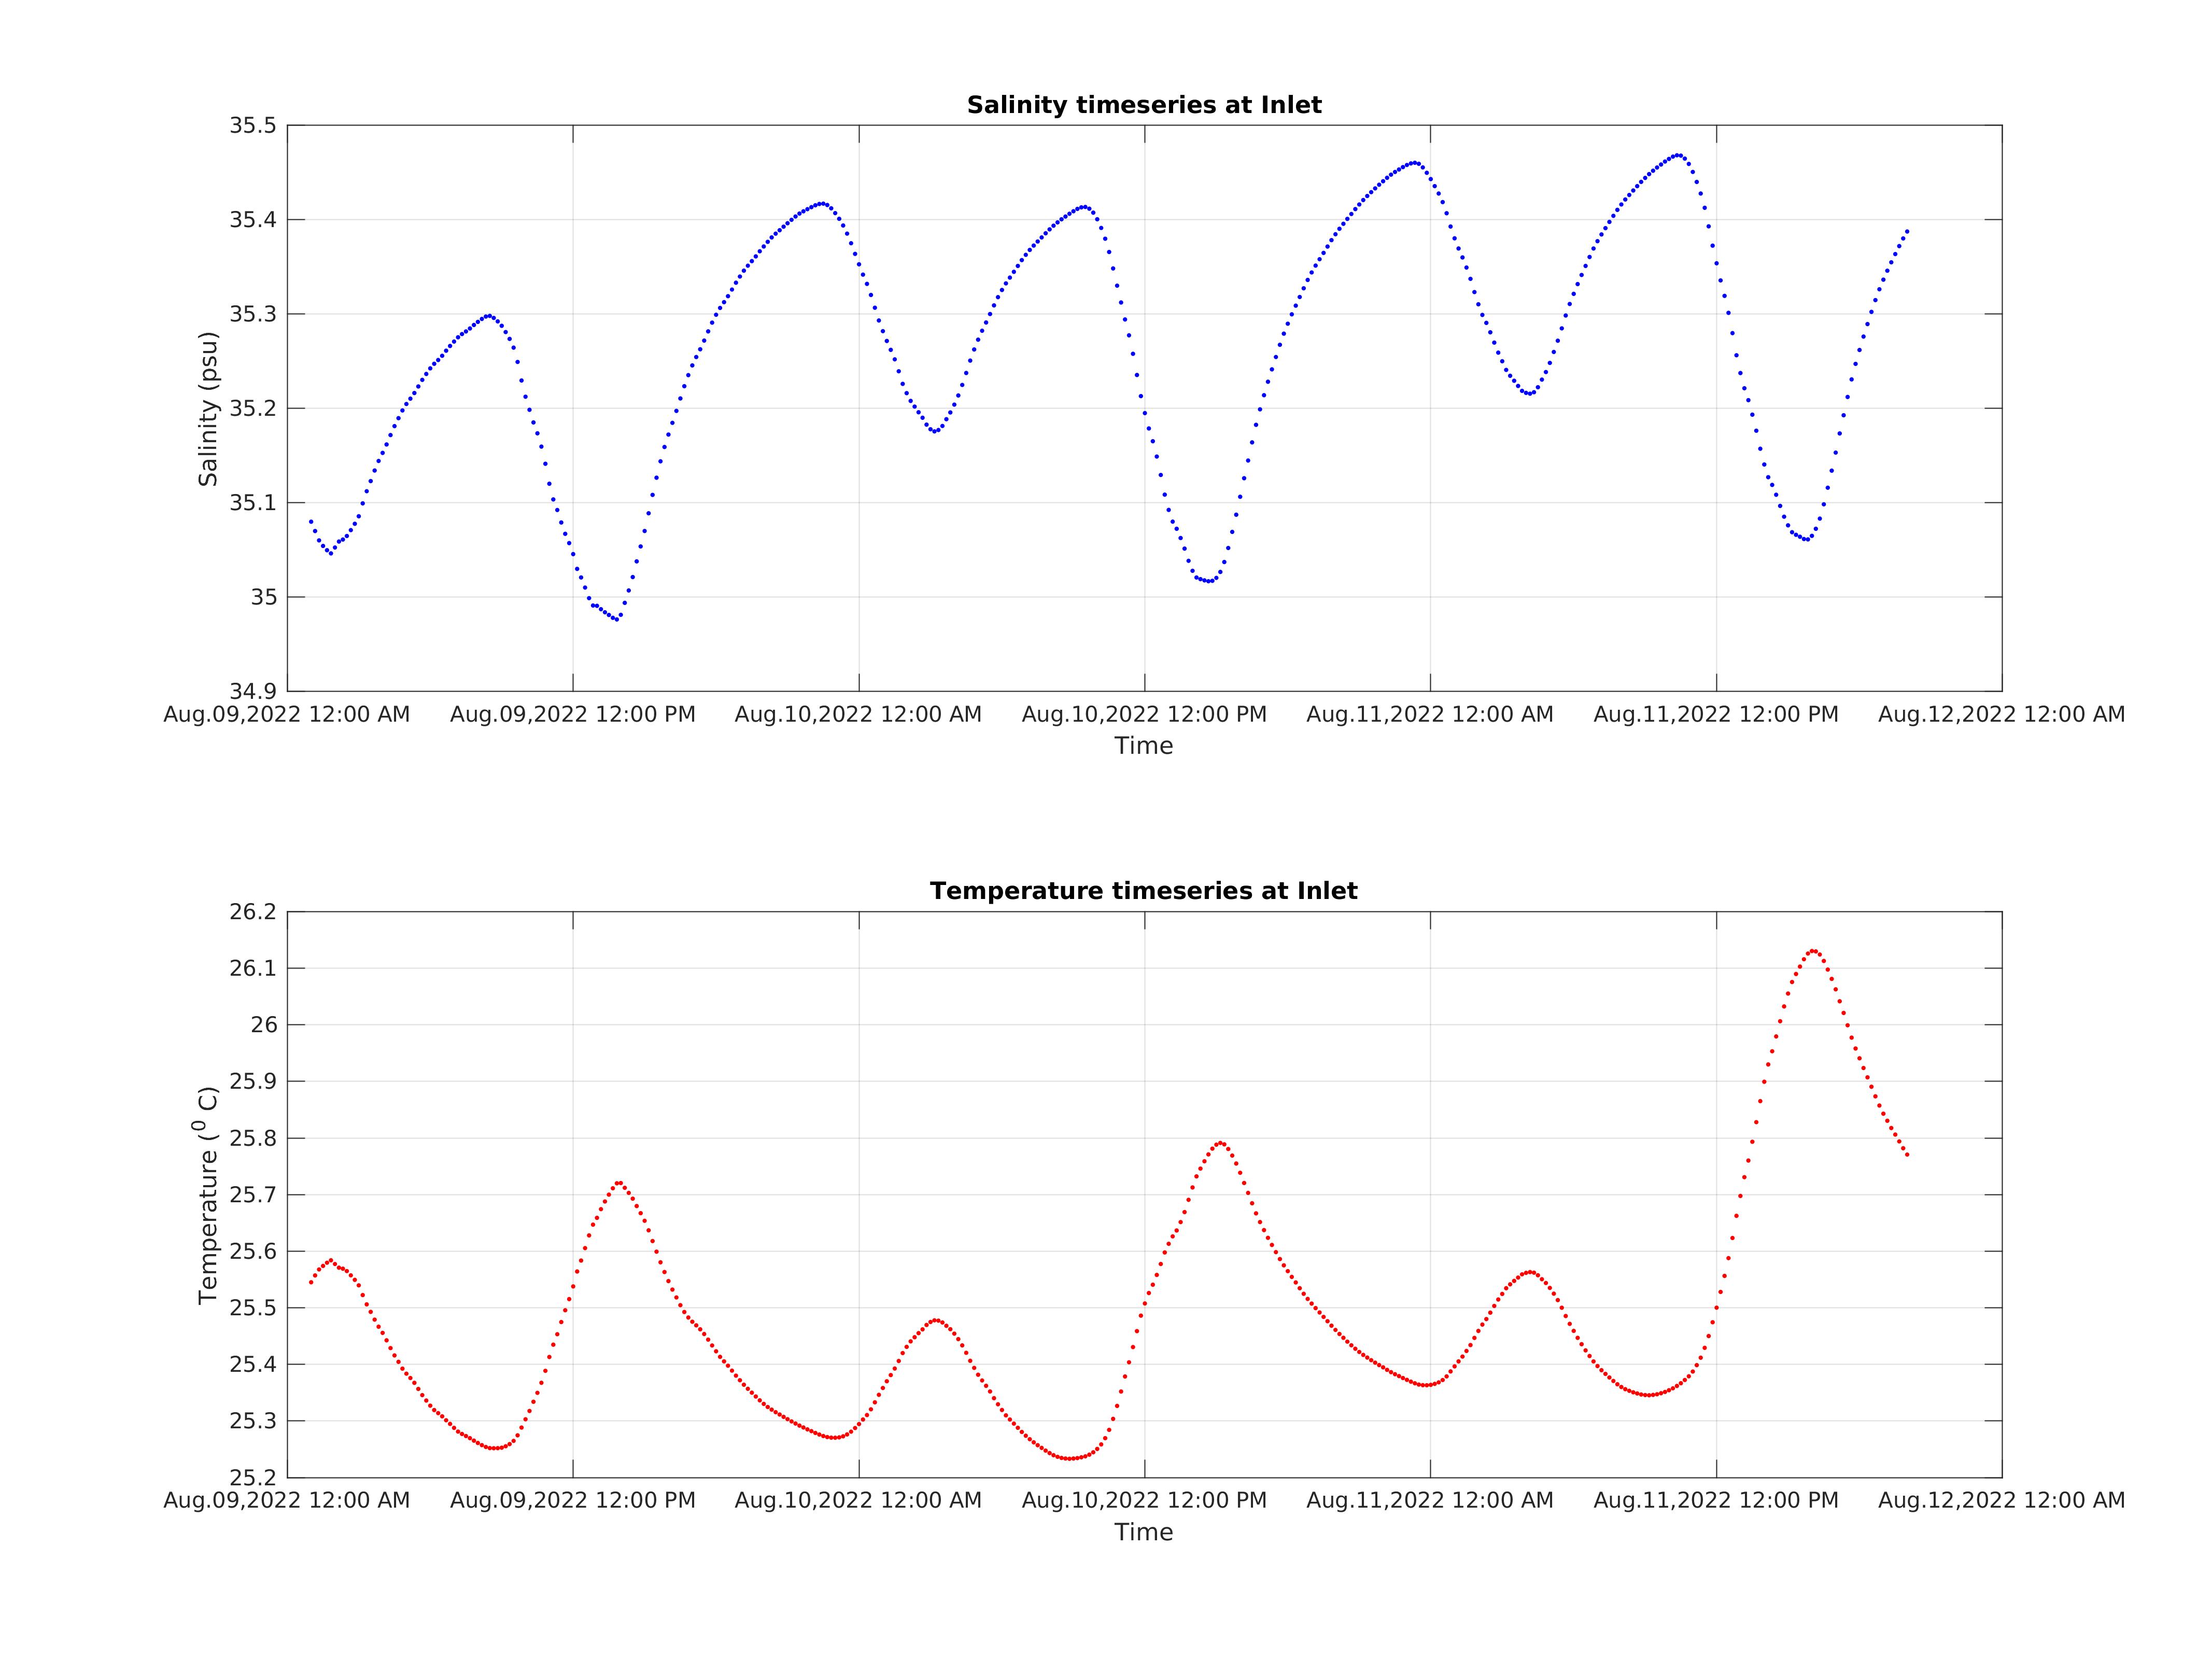 Salinity timeseries at Inlet
35.5
35.4
35.3
35.2
35.1
35
34.9
Salinity (psu)
Aug.09,2022 12:00 AM Aug.09,2022 12:00 PM Aug.10,2022 12:00 AM Aug.10,2022 12:00 PM Aug.11,2022 12:00 AM Aug.11,2022 12:00 PM Aug.12,2022 12:00 AM
Time
Temperature timeseries at Inlet
26.2
26.1
26
25.9
25.8
25.7
25.6
25.5
25.4
25.3
25.2
Temperature (⁰ C)
Aug.09,2022 12:00 AM Aug.09,2022 12:00 PM Aug.10,2022 12:00 AM Aug.10,2022 12:00 PM Aug.11,2022 12:00 AM Aug.11,2022 12:00 PM Aug.12,2022 12:00 AM
Time